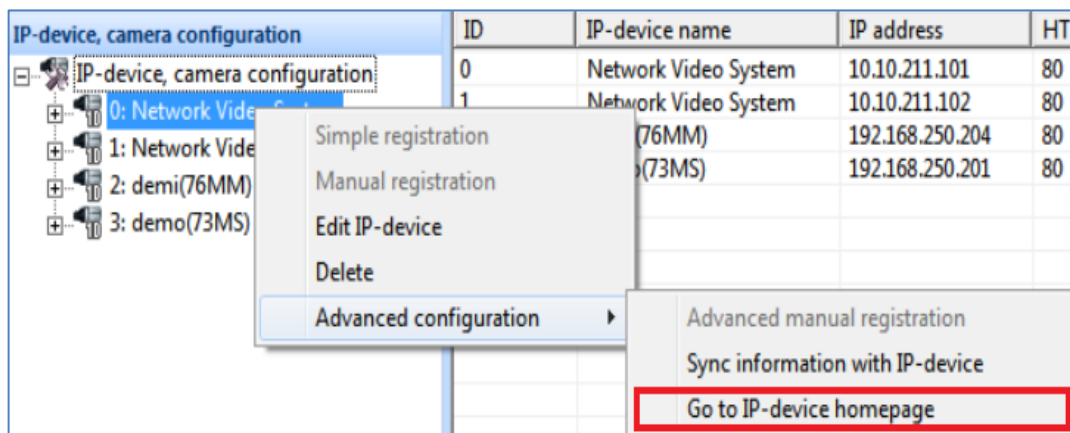 IP-device, camera configuration
ID IP-device name IP address HT
IP-device, camera configuration
0 Network Video System 10.10.211.101 80
0: Network Vide
1 Network Video System 10.10.211.102 80
1: Network Vide
(76MM) 192.168.250.204 80
2: demi(76MM)
(73MS) 192.168.250.201 80
3: demo(73MS)
Simple registration
Manual registration
Edit IP-device
Delete
Advanced configuration
Advanced manual registration
Sync information with IP-device
Go to IP-device homepage